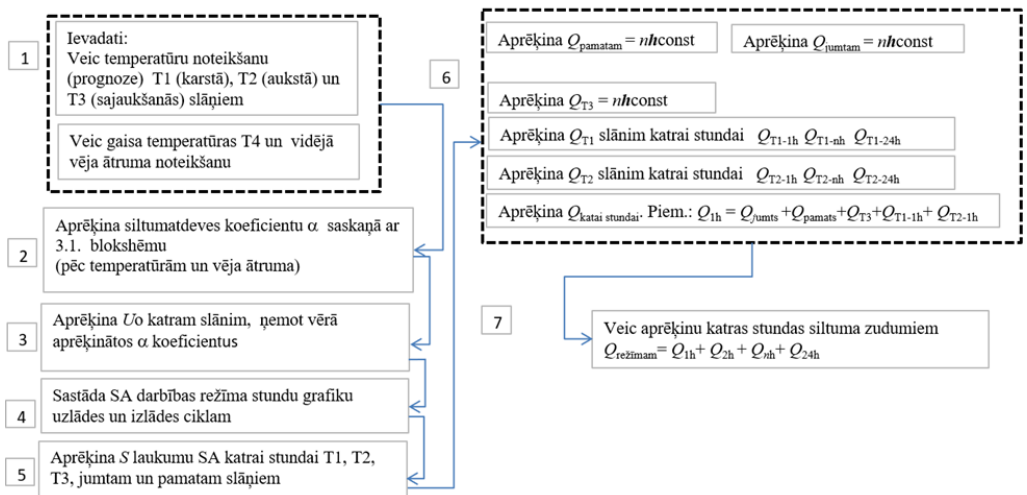 1
Ievadati:
Veic temperatūru noteikšanu
(prognoze) T1 (karstā), T2 (aukstā) un
T3 (sajaukšanās) slāņiem
Veic gaisa temperatūras T4 un vidējā
vēja ātruma noteikšanu
2
Aprēķina siltumatdeves koeficientu α saskaņā ar
3.1. blokshēmu
(pēc temperatūrām un vēja ātruma)
3
Aprēķina Uo katram slānim, ņemot vērā
aprēķinātos α koeficientus
4
Sastāda SA darbības režīma stundu grafiku
uzlādes un izlādes ciklam
5
Aprēķina S laukumu SA katrai stundai T1, T2,
T3, jumtam un pamatam slāņiem
6
Aprēķina Qpamatam = nhconst
Aprēķina Qjumtam = nhconst
Aprēķina QT3 = nhconst
Aprēķina QT1 slānim katrai stundai QT1-1h QT1-nh QT1-24h
Aprēķina QT2 slānim katrai stundai QT2-1h QT2-nh QT2-24h
Aprēķina Qkatai stundai. Piem.: Q1h = Qjumts +Qpamats+QT3+QT1-1h+ QT2-1h
7
Veic aprēķinu katras stundas siltuma zudumiem
Qrežīmam= Q1h+ Q2h + Qnh+ Q24h